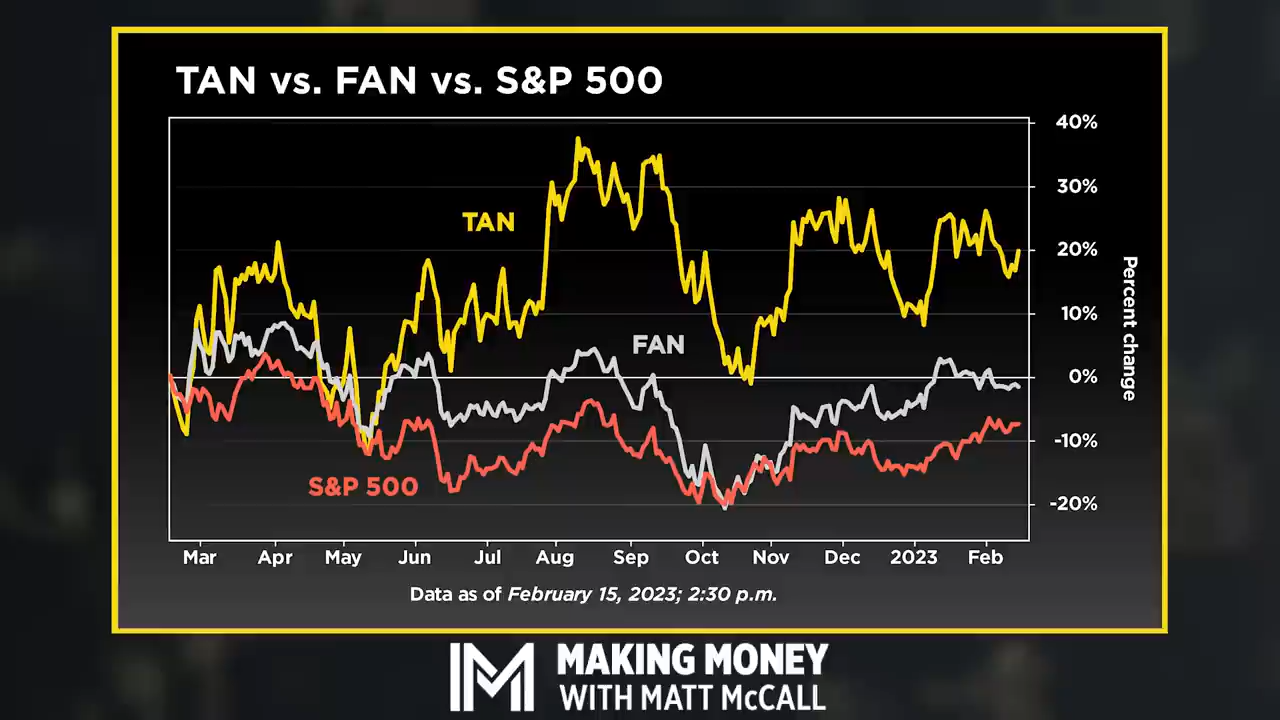 TAN vs. FAN vs. S&P 500
40%
30%
TAN
20%
10%
FAN
0%
-10%
S&P 500
-20%
Percent change
Mar Apr May Jun Jul Aug Sep Oct Nov Dec 2023 Feb
Data as of February 15, 2023; 2:30 p.m.
MAKING MONEY
WITH MATT McCALL